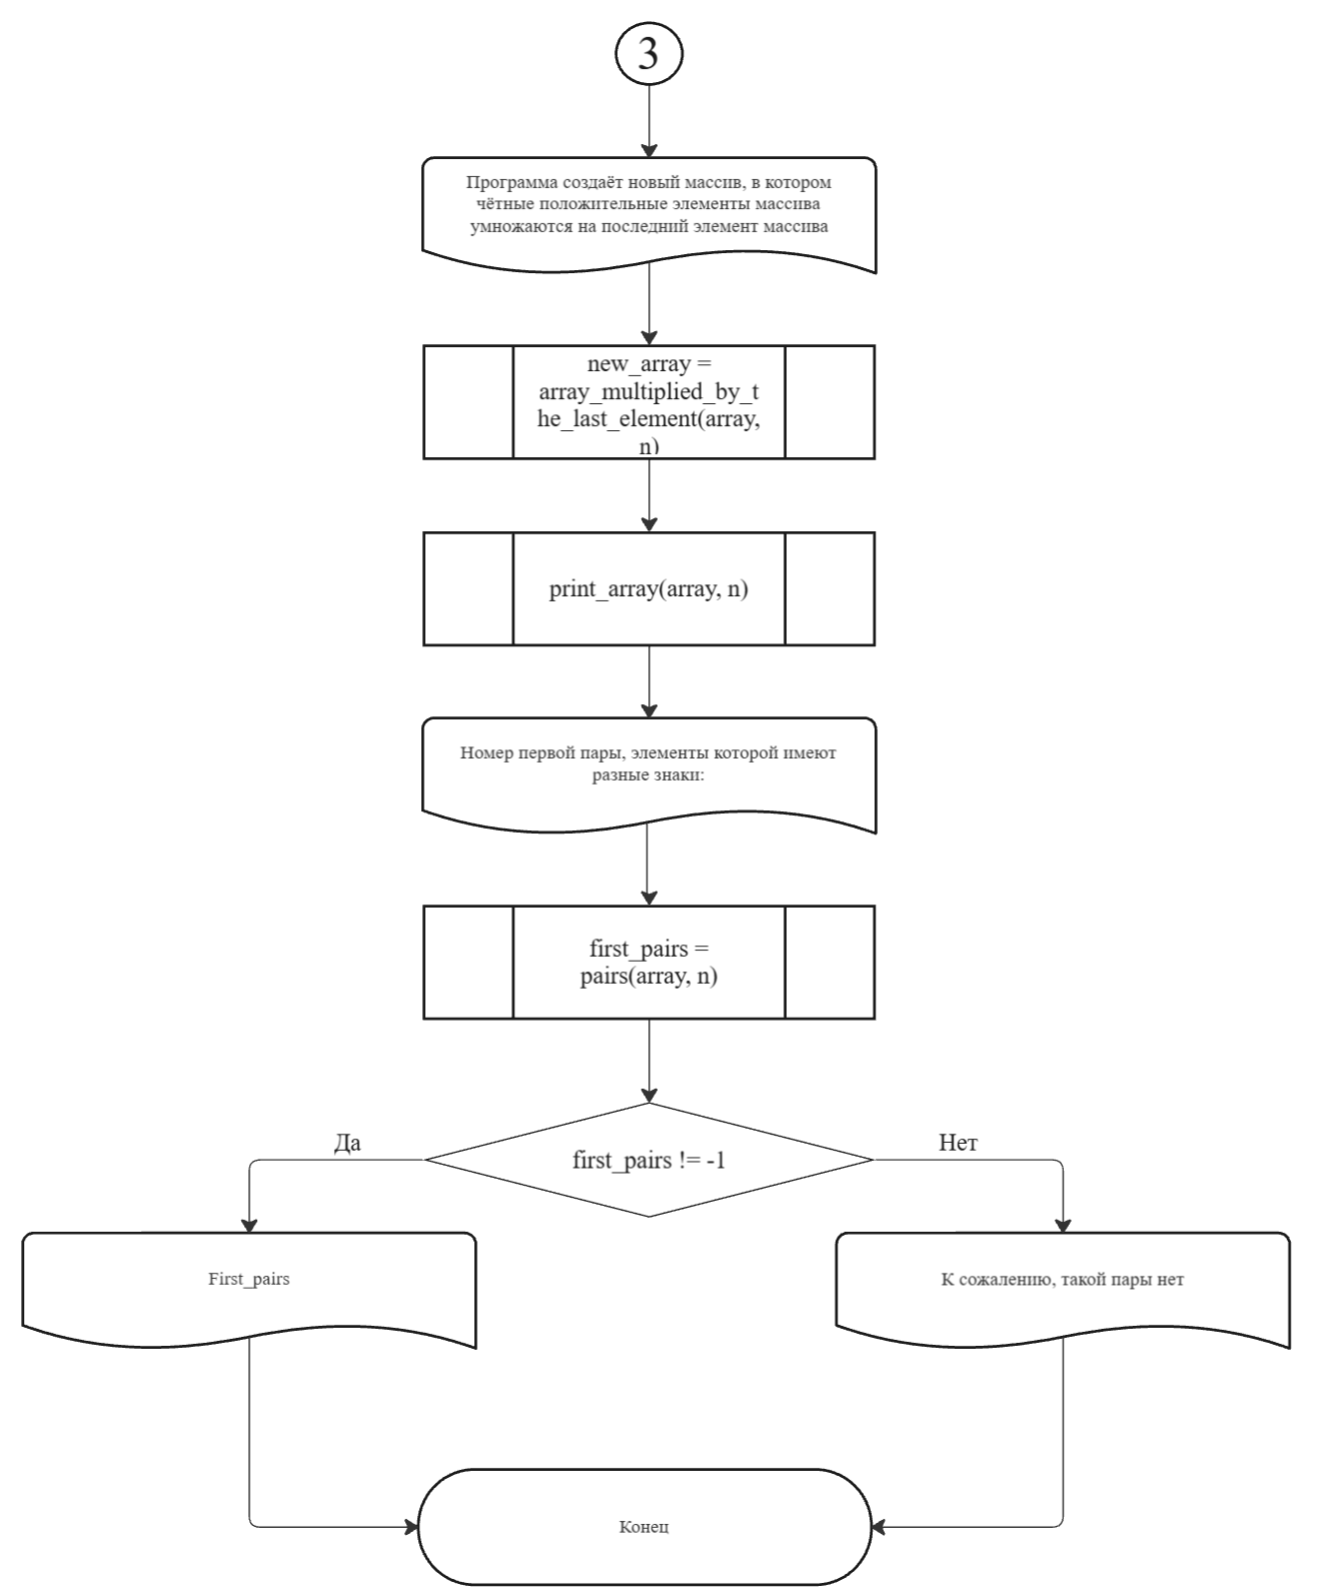 3
Программа создаёт новый массив, в котором
чётные положительные элементы массива
умножаются на последний элемент массива
new_array =
array_multiplied_by_t
he_last_element(array,
n)
print_array(array, n)
Номер первой пары, элементы которой имеют
разные знаки:
first_pairs =
pairs(array, n)
first_pairs != -1
Да
Нет
First_pairs
К сожалению, такой пары нет
Конец